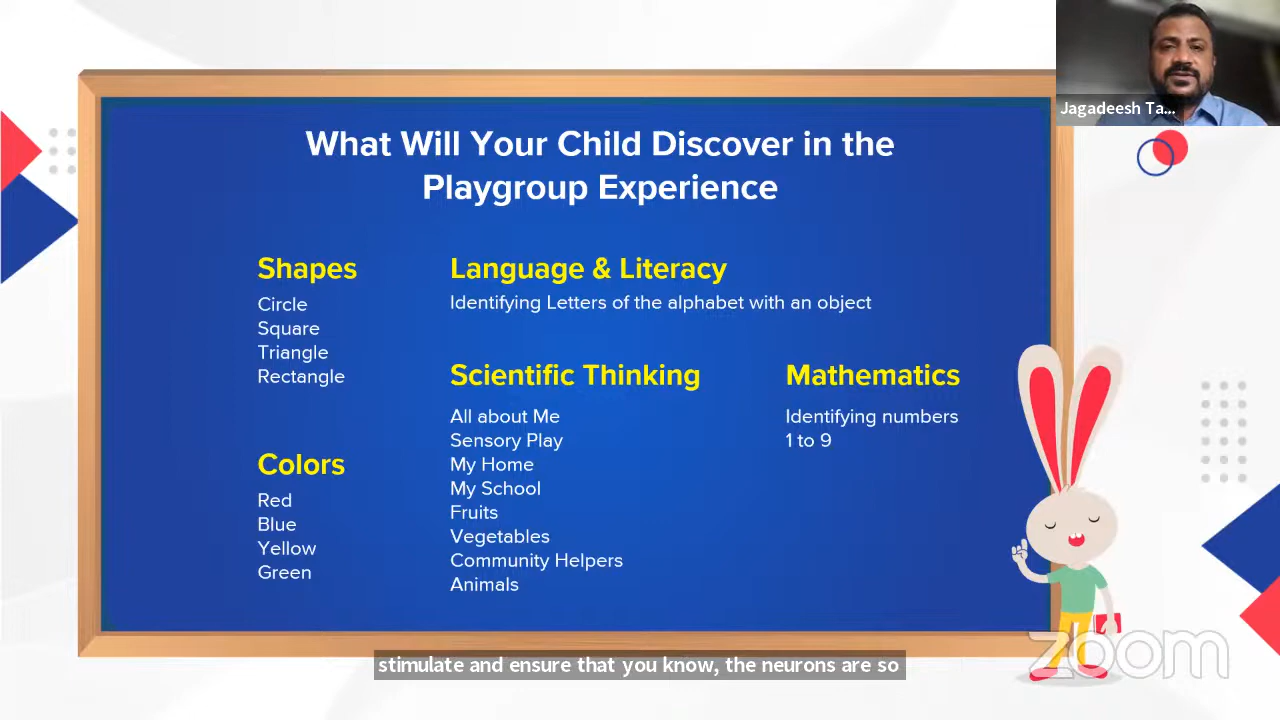 Jagadeesh Ta...
What Will Your Child Discover in the
Playgroup Experience
Shapes
Circle
Square
Triangle
Rectangle
Language & Literacy
Identifying Letters of the alphabet with an object
Scientific Thinking
All about Me
Sensory Play
My Home
My School
Fruits
Vegetables
Community Helpers
Animals
Mathematics
Identifying numbers
1 to 9
Colors
Red
Blue
Yellow
Green
zoom
stimulate and ensure that you know, the neurons are so